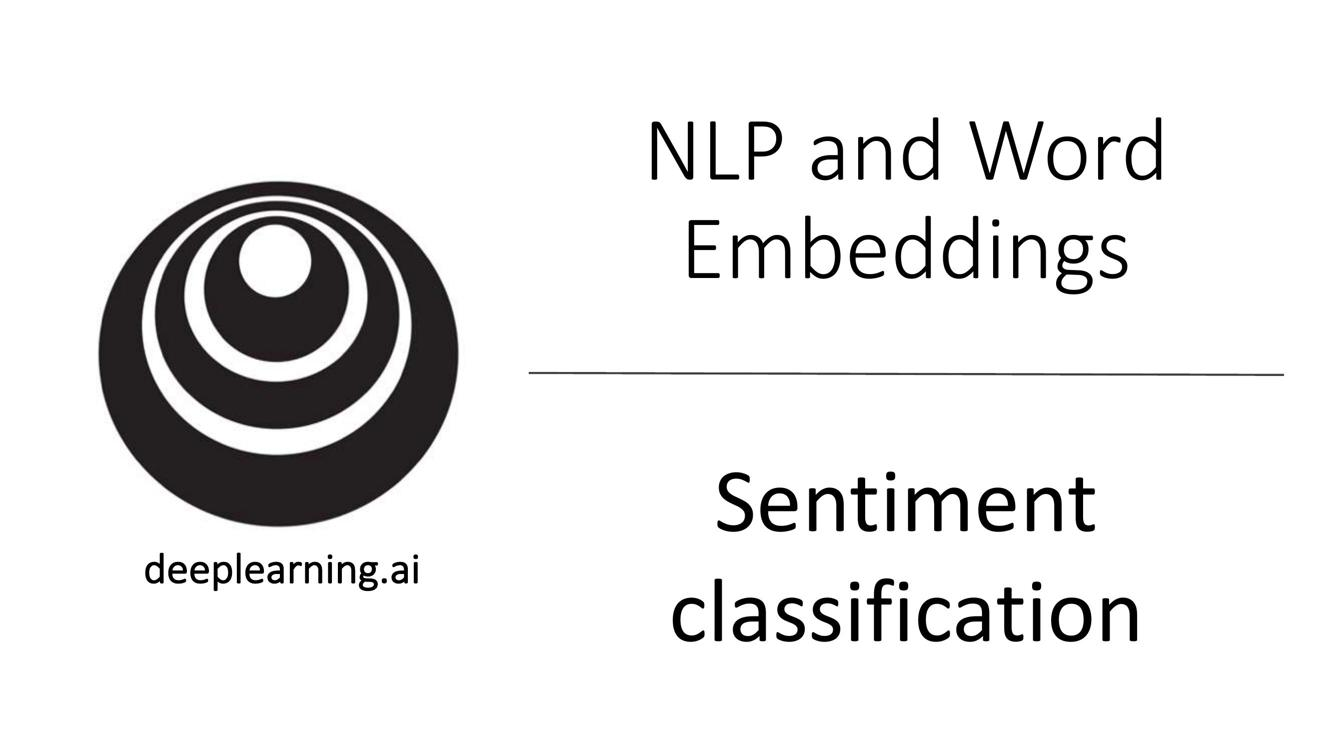 NLP and Word
Embeddings
Sentiment
classification
deeplearning.ai